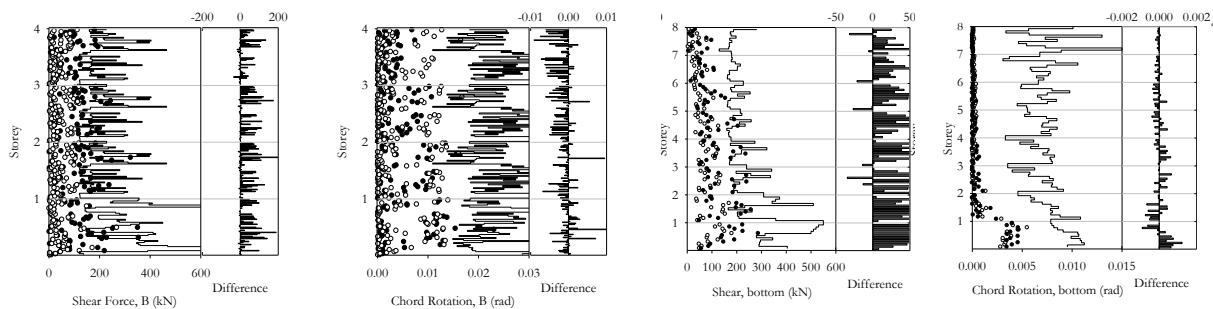 -200 0 200
4
3
2
1
Storey
0 200 400 600
Difference
Shear Force, B (kN)
-0.01 0.00 0.01
4
3
2
1
Storey
0.00 0.01 0.02 0.03
Difference
Chord Rotation, B (rad)
-50 0 50
8
7
6
5
4
3
2
1
Storey
0 100 200 300 400 500 600
Difference
Shear, bottom (kN)
-0.002 0.000 0.002
8
7
6
5
4
3
2
1
Storey
0.000 0.005 0.010 0.015
Difference
Chord Rotation, bottom (rad)